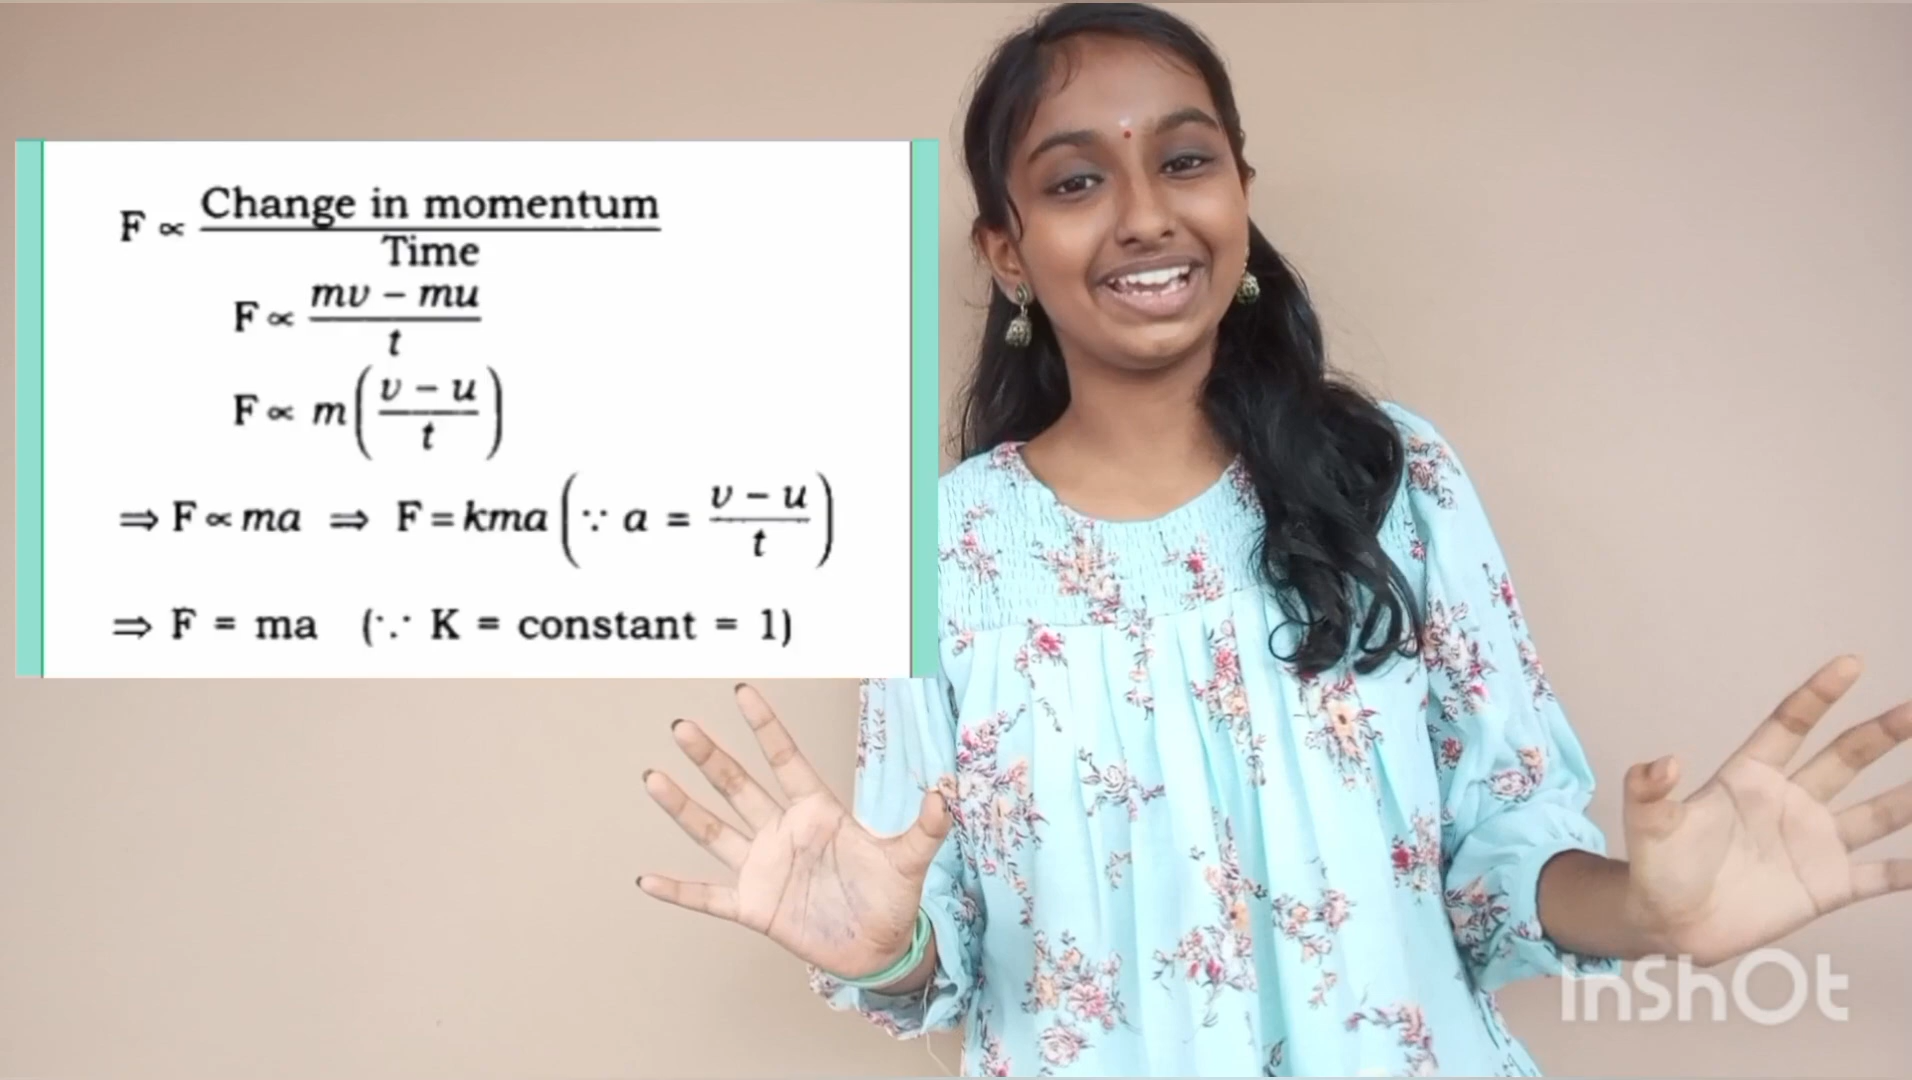 F ∝ Change in momentum / Time
F ∝ mv − mu / t
F ∝ m(v − u / t)
⇒ F ∝ ma ⇒ F = kma (∵ a = v − u / t)
⇒ F = ma (∵ K = constant = 1)
InShOt